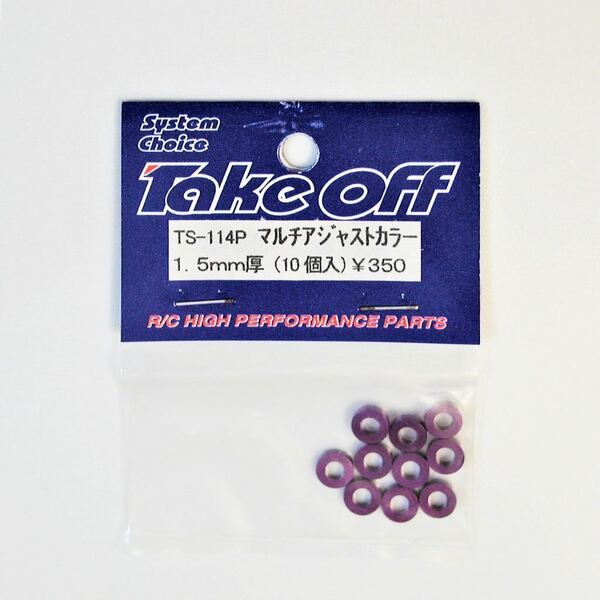 System
Choice
Take Off
TS-114P マルチアジャストカラー
1.5mm厚 (10個入) ¥350
R/C HIGH PERFORMANCE PARTS